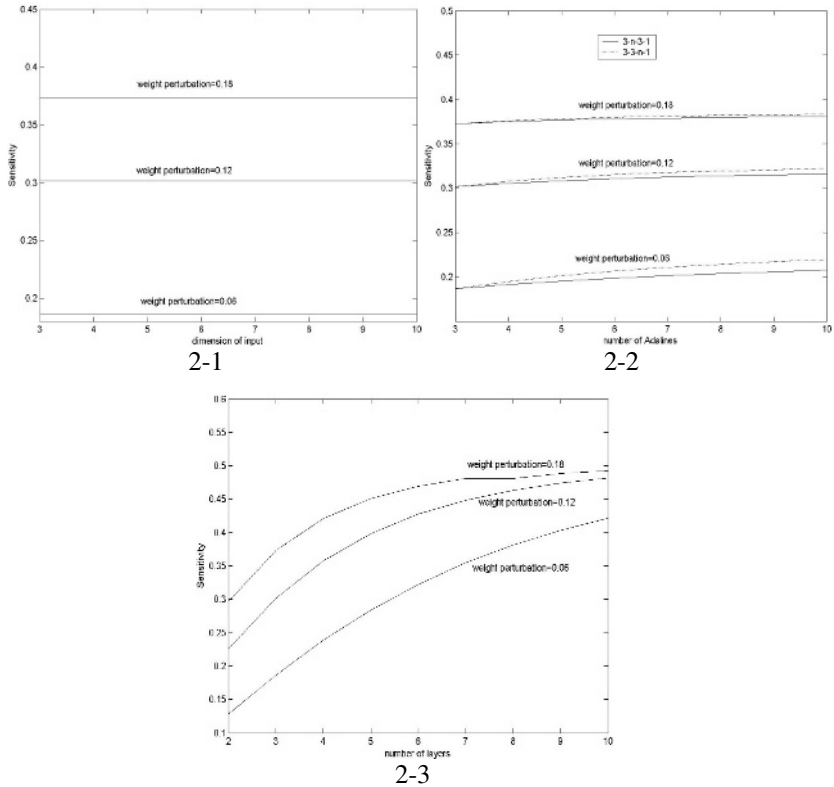 0.45
0.4
0.35
0.3
0.25
0.2
Sensitivity
weight perturbation=0.18
weight perturbation=0.12
weight perturbation=0.06
3 4 5 6 7 8 9 10
dimension of input
2-1
0.5
0.45
0.4
0.35
0.3
0.25
0.2
Sensitivity
3-n-3-1
3-3-n-1
weight perturbation=0.18
weight perturbation=0.12
weight perturbation=0.06
3 4 5 6 7 8 9 10
number of Adalines
2-2
0.6
0.55
0.5
0.45
0.4
0.35
0.3
0.25
0.2
0.15
0.1
Sensitivity
weight perturbation=0.18
weight perturbation=0.12
weight perturbation=0.06
2 3 4 5 6 7 8 9 10
number of layers
2-3